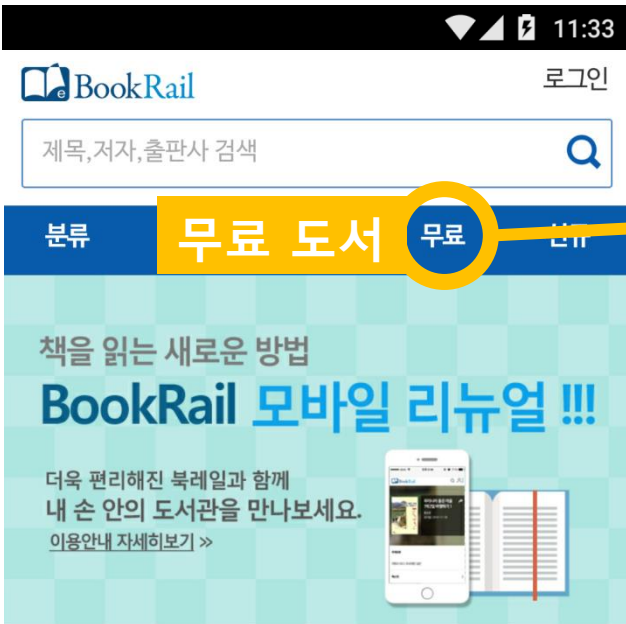 11:33
BookRail
로그인
제목,저자,출판사 검색
분류 무료 도서 무료
책을 읽는 새로운 방법
BookRail 모바일 리뉴얼 !!!
더욱 편리해진 북레일과 함께
내 손 안의 도서관을 만나보세요.
이용안내 자세히보기 »